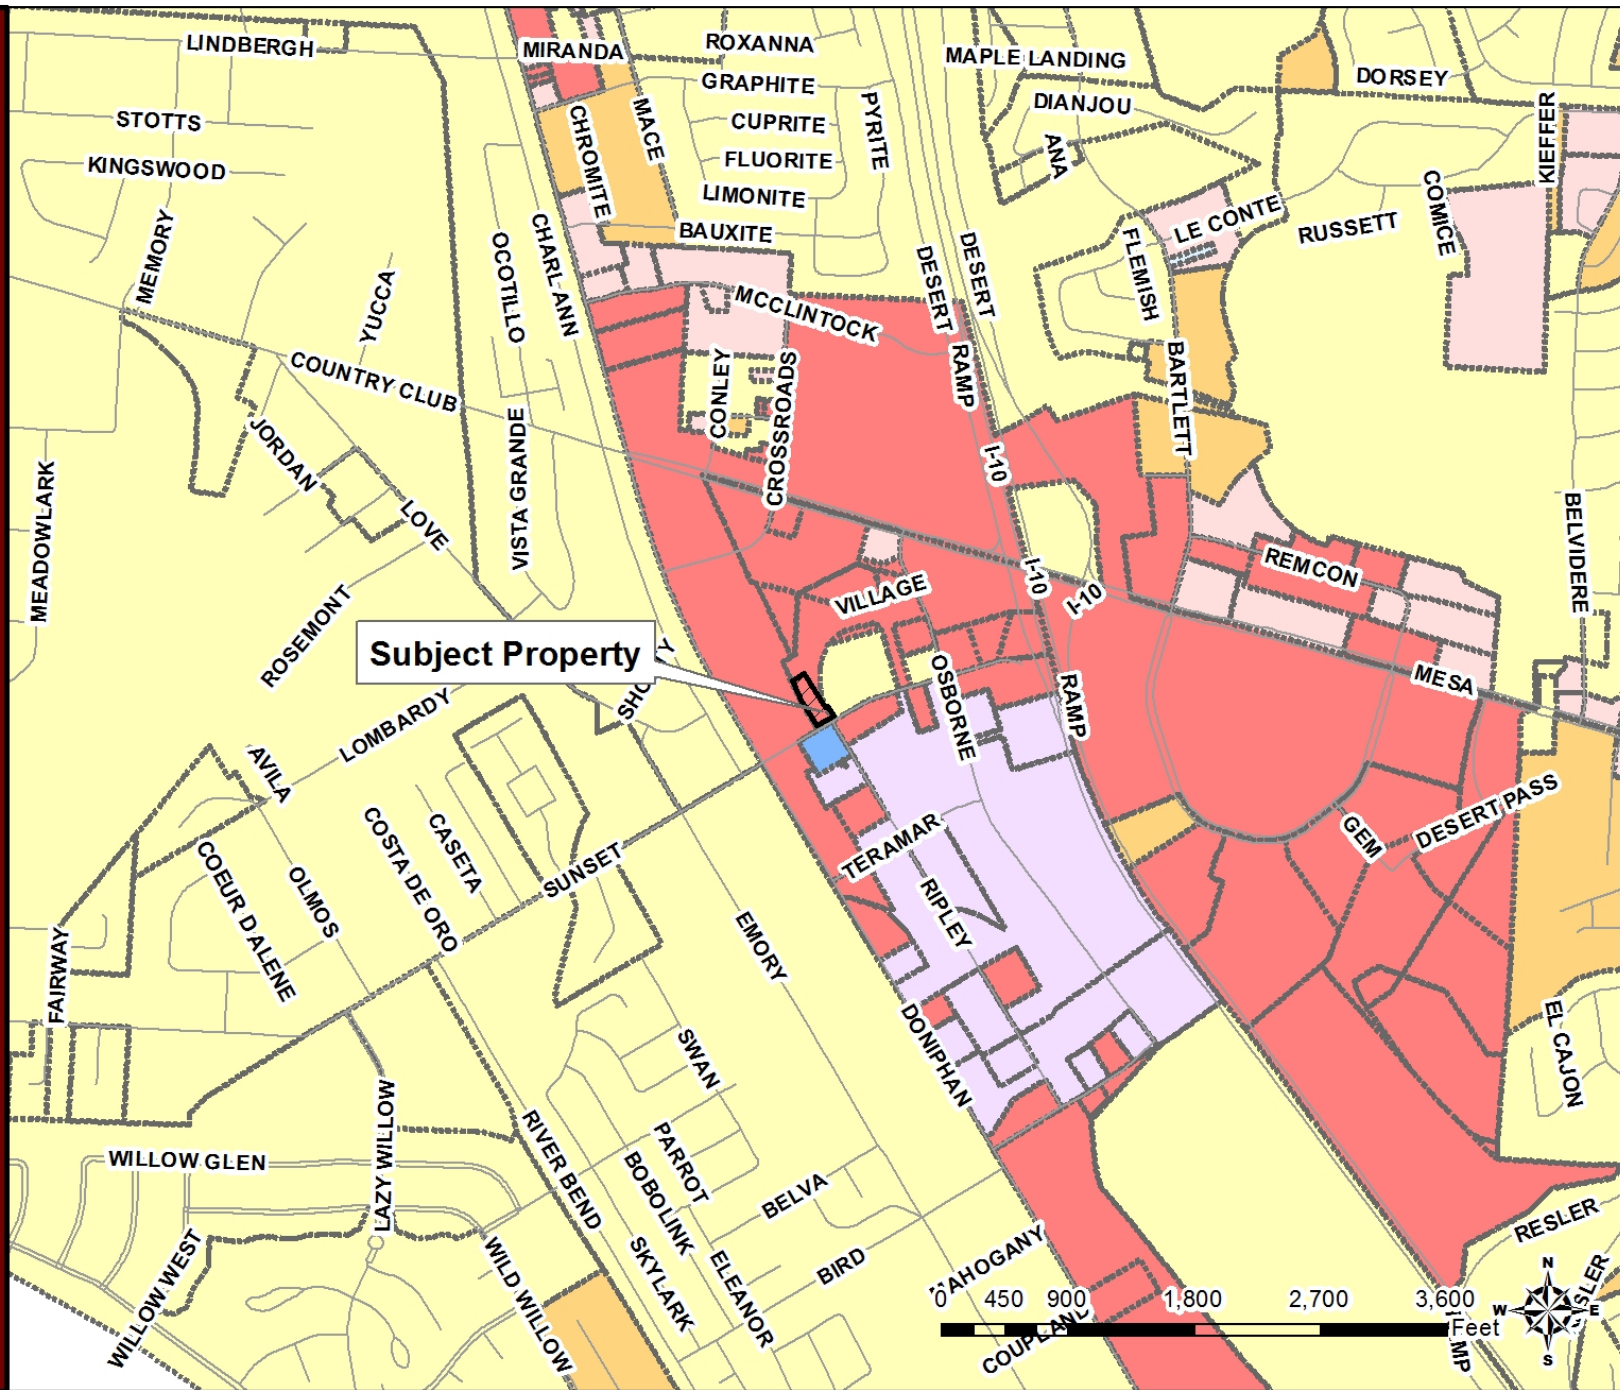 LINDBERGH
MIRANDA
ROXANNA
MAPLE LANDING
DORSEY
GRAPHITE
DIANJOU
STOTTS
CHROMITE
MACE
CUPRITE
PYRITE
KIEFFER
KINGSWOOD
FLUORITE
ANA
LIMONITE
COMICE
LE CONTE
RUSSETT
BAUXITE
MEMORY
OCOTILLO
CHARL ANN
DESERT
DESERT
FLEMISH
YUCCA
MCCLINTOCK
COUNTRY CLUB
CONLEY
CROSSROADS
RAMP
BARTLETT
JORDAN
LOVE
VISTA GRANDE
I-10
MEADOWLARK
BELVIDERE
REMCON
VILLAGE
I-10
I-10
ROSEMONT
Subject Property
OSBORNE
MESA
RAMP
LOMBARDY
AVILA
DESERT PASS
GEM
COSTA DE ORO
CASETA
SUNSET
TERAMAR
COEUR D ALENE
OLMOS
RIPLEY
EMORY
FAIRWAY
DONIPHAN
SWAN
EL CAJON
WILLOW GLEN
LAZY WILLOW
RIVER BEND
PARROT
BOBOLINK
BELVA
RESLER
WILLOW WEST
WILD WILLOW
SKYLARK
ELEANOR
BIRD
MAHOGANY
COUPLAND
0 450 900 1,800 2,700 3,600
Feet
N
W E
S